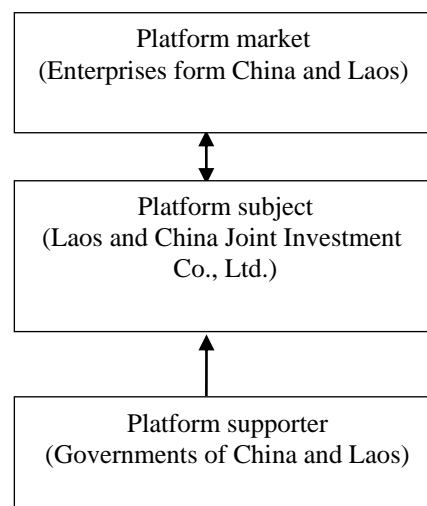 Platform market
(Enterprises form China and Laos)
Platform subject
(Laos and China Joint Investment
Co., Ltd.)
Platform supporter
(Governments of China and Laos)